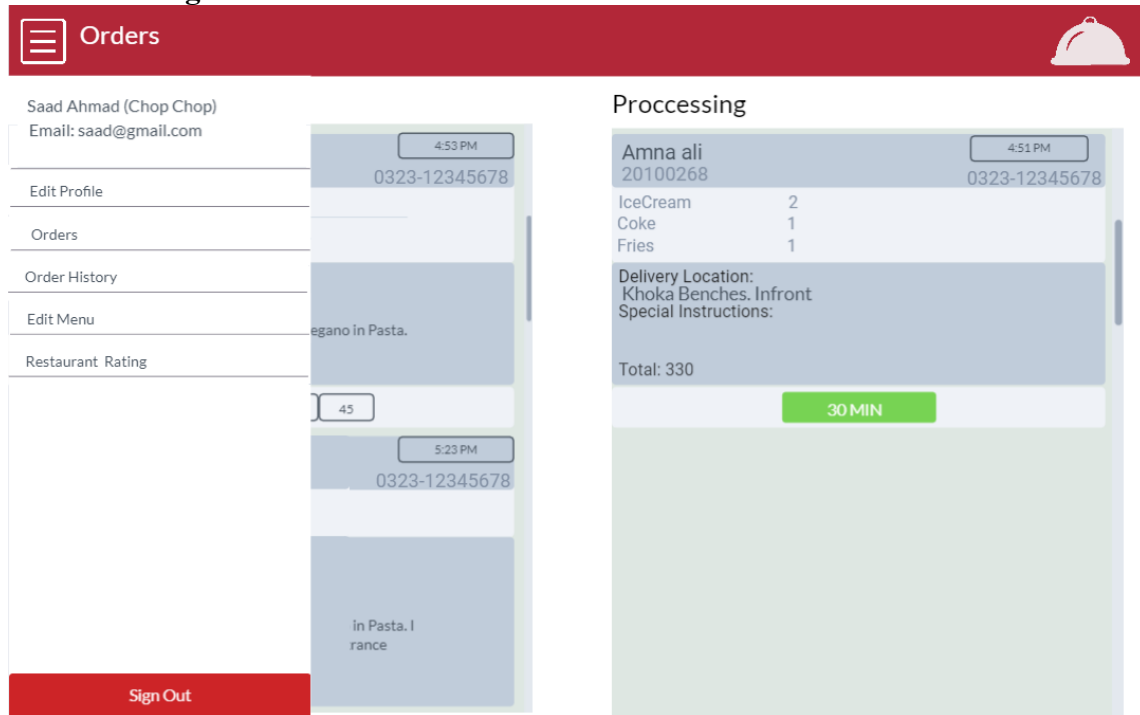 Orders
Saad Ahmad (Chop Chop)
Email: saad@gmail.com
Edit Profile
Orders
Order History
Edit Menu
Restaurant Rating
Sign Out
4:53 PM
0323-12345678
in Pasta.
45
5:23 PM
0323-12345678
in Pasta. I
Proccessing
Amna ali
4:51 PM
20100268
0323-12345678
IceCream 2
Coke 1
Fries 1
Delivery Location:
Khoka Benches. Infront
Special Instructions:
Total: 330
30 MIN